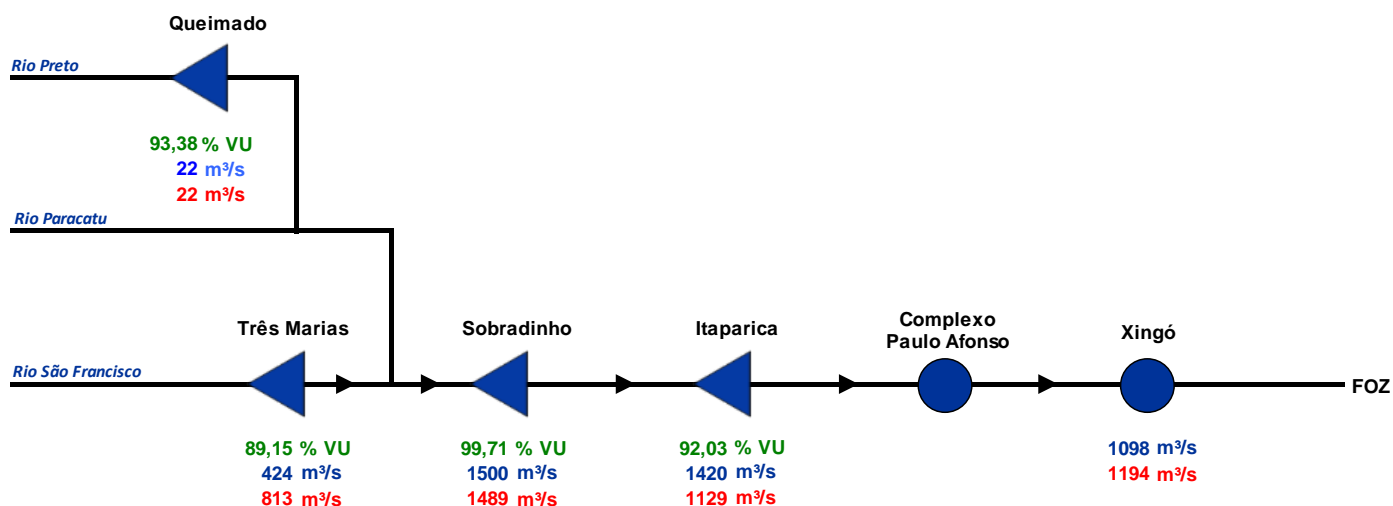 Queimado
Rio Preto
93,38 % VU
22 m³/s
22 m³/s
Rio Paracatu
Três Marias
Sobradinho
Itaparica
Complexo
Paulo Afonso
Xingó
Rio São Francisco
FOZ
89,15 % VU
424 m³/s
813 m³/s
99,71 % VU
1500 m³/s
1489 m³/s
92,03 % VU
1420 m³/s
1129 m³/s
1098 m³/s
1194 m³/s